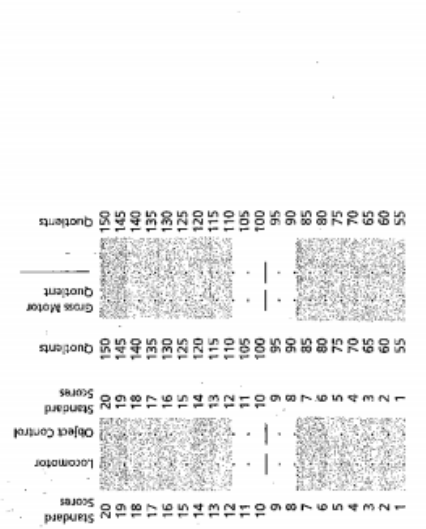 Standard Scores
Locomotor
Object Control
Standard Scores
Quotients
Gross Motor Quotient
Quotients
20 20 150 150
19 19 145 145
18 18 140 140
17 17 135 135
16 16 130 130
15 15 125 125
14 14 120 120
13 13 115 115
12 12 110 110
11 11 105 105
10 10 100 100
9 9 95 95
8 8 90 90
7 7 85 85
6 6 80 80
5 5 75 75
4 4 70 70
3 3 65 65
2 2 60 60
1 1 55 55